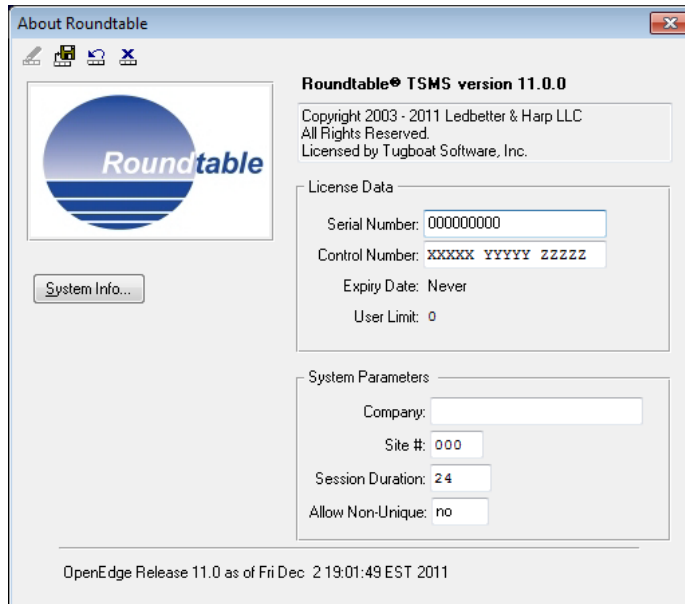 About Roundtable
Roundtable
System Info...
Roundtable® TSMS version 11.0.0
Copyright 2003 - 2011 Ledbetter & Harp LLC
All Rights Reserved.
Licensed by Tugboat Software, Inc.
License Data
Serial Number: 000000000
Control Number: XXXXX YYYYY ZZZZZ
Expiry Date: Never
User Limit: 0
System Parameters
Company:
Site #: 000
Session Duration: 24
Allow Non-Unique: no
OpenEdge Release 11.0 as of Fri Dec  2 19:01:49 EST 2011